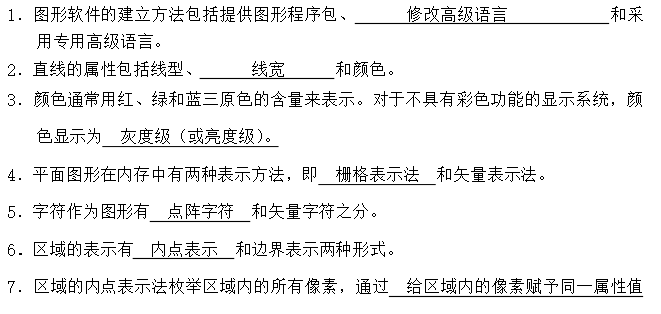 1．图形软件的建立方法包括提供图形程序包、 修改高级语言 和采
用专用高级语言。
2．直线的属性包括线型、 线宽 和颜色。
3．颜色通常用红、绿和蓝三原色的含量来表示。对于不具有彩色功能的显示系统，颜
色显示为 灰度级（或亮度级）。
4．平面图形在内存中有两种表示方法，即 栅格表示法 和矢量表示法。
5．字符作为图形有 点阵字符 和矢量字符之分。
6．区域的表示有 内点表示 和边界表示两种形式。
7．区域的内点表示法枚举区域内的所有像素，通过 给区域内的像素赋予同一属性值